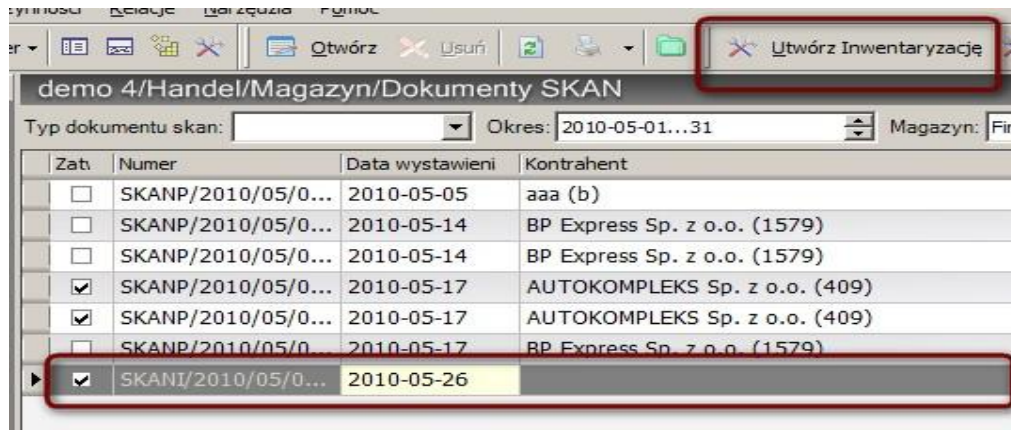 Relacje Narzędzia Pomoc
Otwórz Usuń Utwórz Inwentaryzację
demo 4/Handel/Magazyn/Dokumenty SKAN
Typ dokumentu skan: Okres: 2010-05-01...31 Magazyn:
Zatı Numer Data wystawieni Kontrahent
SKANP/2010/05/0... 2010-05-05 aaa (b)
SKANP/2010/05/0... 2010-05-14 BP Express Sp. z o.o. (1579)
SKANP/2010/05/0... 2010-05-14 BP Express Sp. z o.o. (1579)
SKANP/2010/05/0... 2010-05-17 AUTOKOMPLEKS Sp. z o.o. (409)
SKANP/2010/05/0... 2010-05-17 AUTOKOMPLEKS Sp. z o.o. (409)
SKANP/2010/05/0... 2010-05-17 BP Express Sp. z o.o. (1579)
SKANI/2010/05/0... 2010-05-26